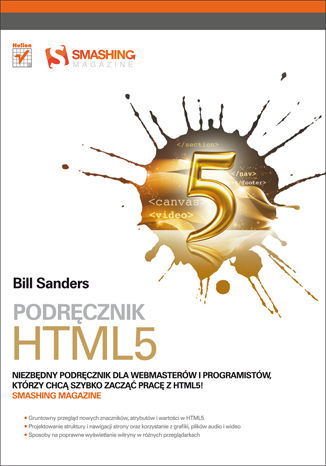 Helion
SMASHING
MAGAZINE
</section>
</nav>
</footer>
<canvas>
<video>
5
Bill Sanders
PODRĘCZNIK
HTML5
NIEZBĘDNY PODRĘCZNIK DLA WEBMASTERÓW I PROGRAMISTÓW,
KTÓRZY CHCĄ SZYBKO ZACZĄĆ PRACĘ Z HTML5!
SMASHING MAGAZINE
Gruntowny przegląd nowych znaczników, atrybutów i wartości w HTML5
Projektowanie struktury i nawigacji strony oraz korzystanie z grafiki, plików audio i wideo
Sposoby na poprawne wyświetlanie witryny w różnych przeglądarkach